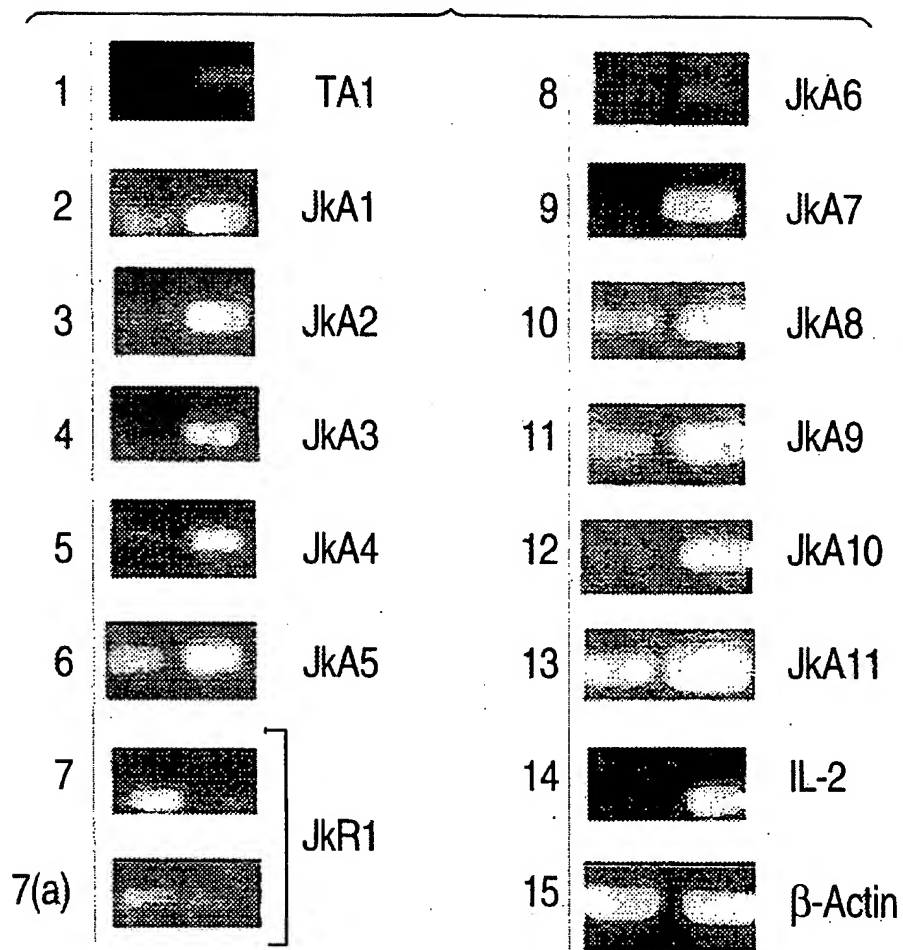 1 TA1
2 JkA1
3 JkA2
4 JkA3
5 JkA4
6 JkA5
7
JkR1
7(a)
8 JkA6
9 JkA7
10 JkA8
11 JkA9
12 JkA10
13 JkA11
14 IL-2
15 β-Actin